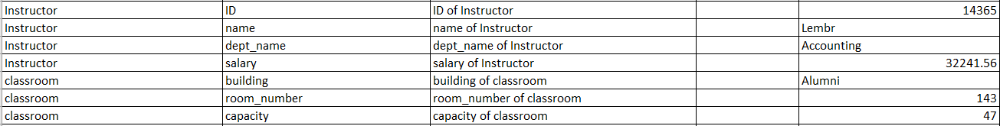 Instructor ID ID of Instructor 14365
Instructor name name of Instructor Lembr
Instructor dept_name dept_name of Instructor Accounting
Instructor salary salary of Instructor 32241.56
classroom building building of classroom Alumni
classroom room_number room_number of classroom 143
classroom capacity capacity of classroom 47